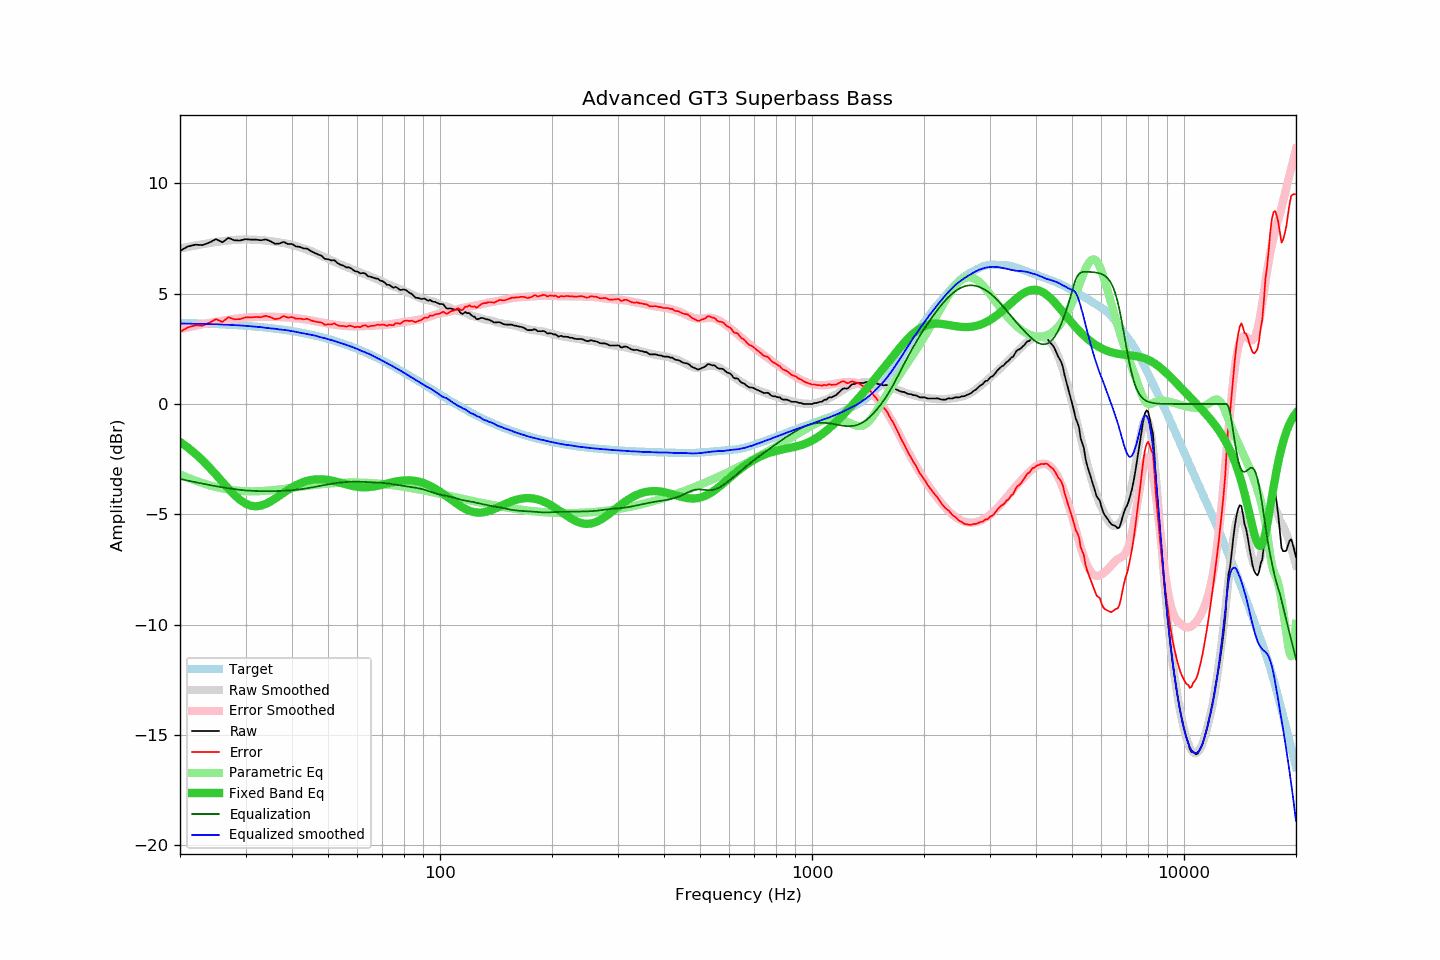 Advanced GT3 Superbass Bass
Amplitude (dBr)
10
5
0
−5
−10
−15
−20
Target
Raw Smoothed
Error Smoothed
Raw
Error
Parametric Eq
Fixed Band Eq
Equalization
Equalized smoothed
100
1000
10000
Frequency (Hz)